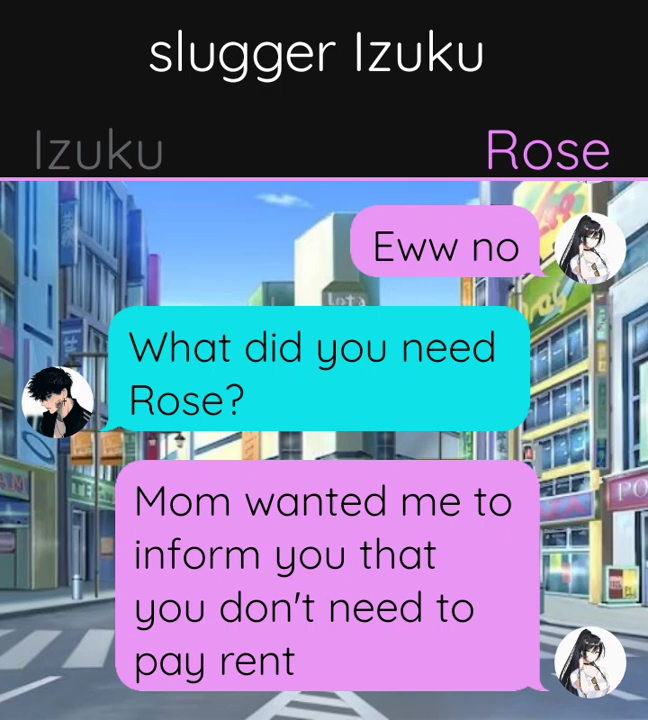 slugger Izuku
Izuku
Rose
Eww no
What did you need
Rose?
Mom wanted me to
inform you that
you don't need to
pay rent